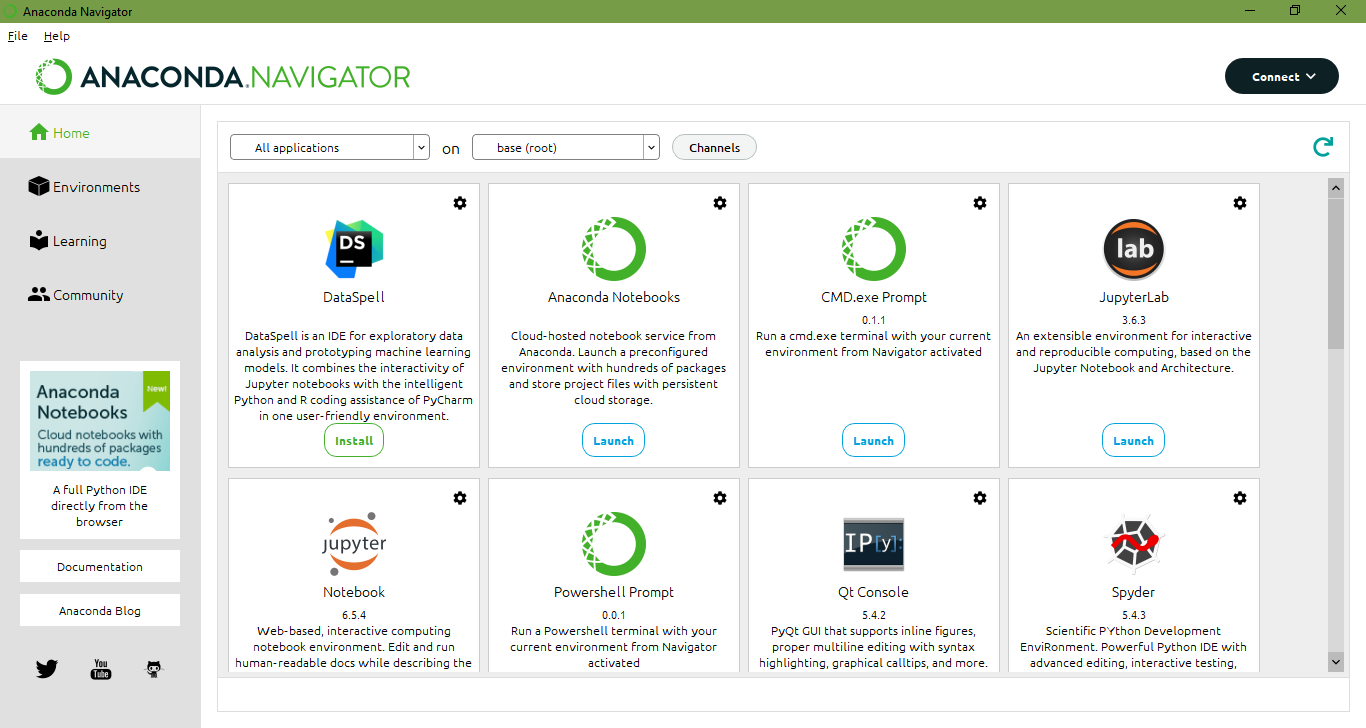 Anaconda Navigator
File Help
ANACONDA.NAVIGATOR
Connect
Home
Environments
Learning
Community
Anaconda
Notebooks
New!
Cloud notebooks with
hundreds of packages
ready to code.
A full Python IDE
directly from the
browser
Documentation
Anaconda Blog
You
Tube
All applications on base (root) Channels
DS
DataSpell
DataSpell is an IDE for exploratory data
analysis and prototyping machine learning
models. It combines the interactivity of
Jupyter notebooks with the intelligent
Python and R coding assistance of PyCharm
in one user-friendly environment.
Install
Anaconda Notebooks
Cloud-hosted notebook service from
Anaconda. Launch a preconfigured
environment with hundreds of packages
and store project files with persistent
cloud storage.
Launch
CMD.exe Prompt
0.1.1
Run a cmd.exe terminal with your current
environment from Navigator activated
Launch
lab
JupyterLab
3.6.3
An extensible environment for interactive
and reproducible computing, based on the
Jupyter Notebook and Architecture.
Launch
jupyter
Notebook
6.5.4
Web-based, interactive computing
notebook environment. Edit and run
human-readable docs while describing the
Powershell Prompt
0.0.1
Run a Powershell terminal with your
current environment from Navigator
activated
IP[y]:
Qt Console
5.4.2
PyQt GUI that supports inline figures,
proper multiline editing with syntax
highlighting, graphical calltips, and more.
Spyder
5.4.3
Scientific PYthon Development
EnviRonment. Powerful Python IDE with
advanced editing, interactive testing,